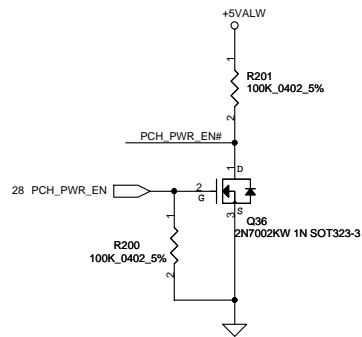 +5VALW
1
R201
100K_0402_5%
2
PCH_PWR_EN#
1 D
28 PCH_PWR_EN
2
G
3 S
1
Q36
2N7002KW 1N SOT323-3
R200
100K_0402_5%
2